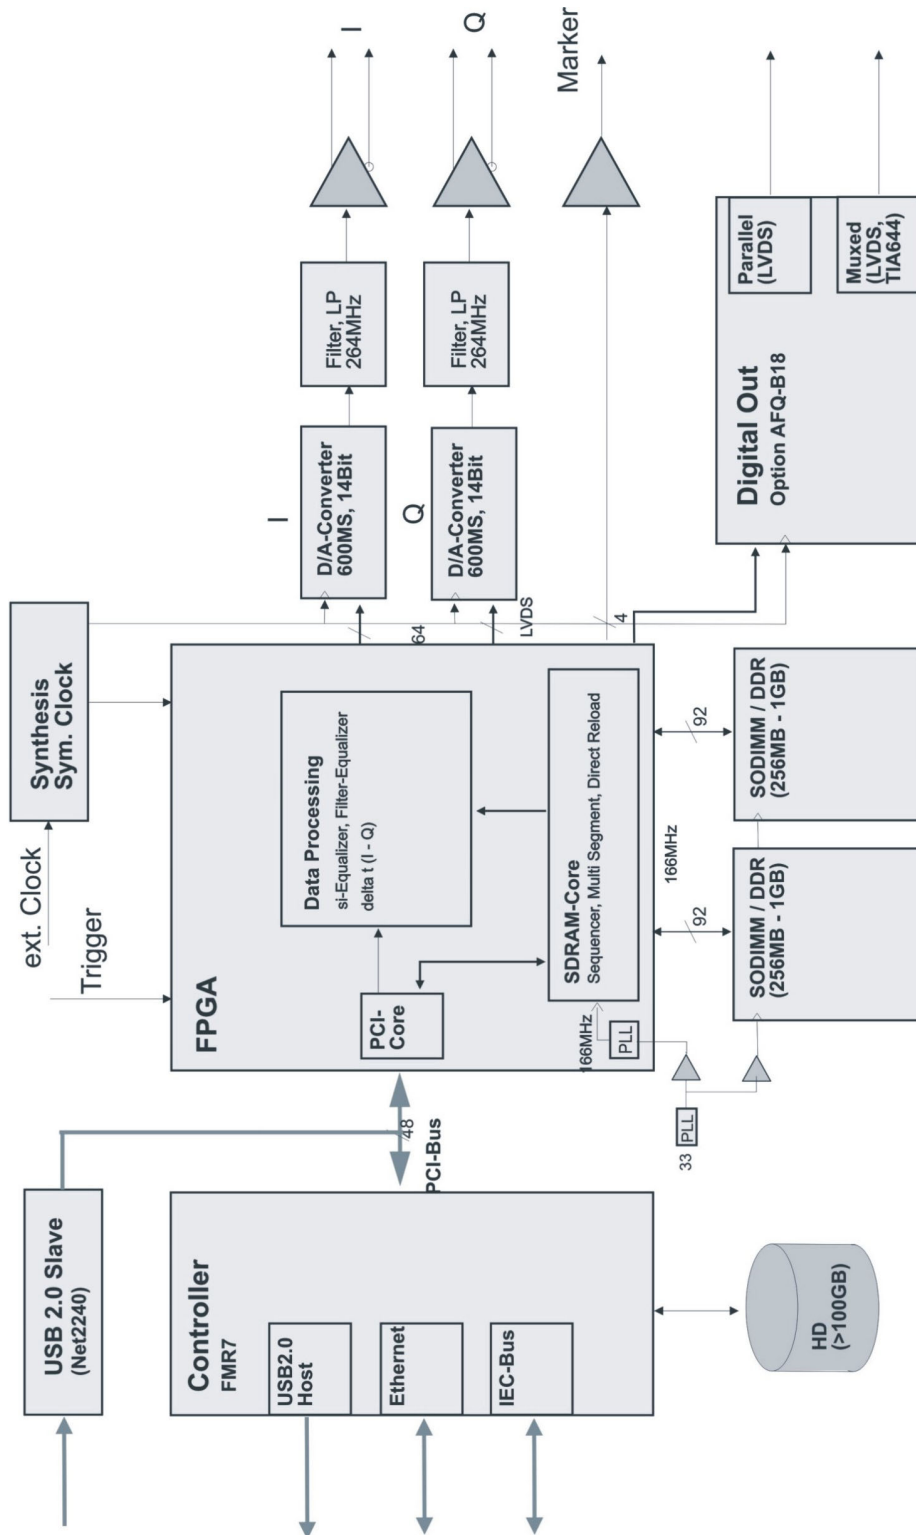 USB 2.0 Slave
(Net2240)
ext. Clock
Trigger
Synthesis
Sym. Clock
Controller
FMR7
USB2.0
Host
Ethernet
IEC-Bus
48
PCI-Bus
FPGA
PCI-
Core
Data Processing
si-Equalizer, Filter-Equalizer
delta t (I - Q)
SDRAM-Core
Sequencer, Multi Segment, Direct Reload
166MHz
PLL
33
PLL
166MHz
92
92
SODIMM / DDR
(256MB - 1GB)
SODIMM / DDR
(256MB - 1GB)
HD
(>100GB)
I
D/A-Converter
600MS, 14Bit
Filter, LP
264MHz
I
64
Q
D/A-Converter
600MS, 14Bit
Filter, LP
264MHz
Q
LVDS
4
Marker
Digital Out
Option AFQ-B18
Parallel
(LVDS)
Muxed
(LVDS,
TIA644)